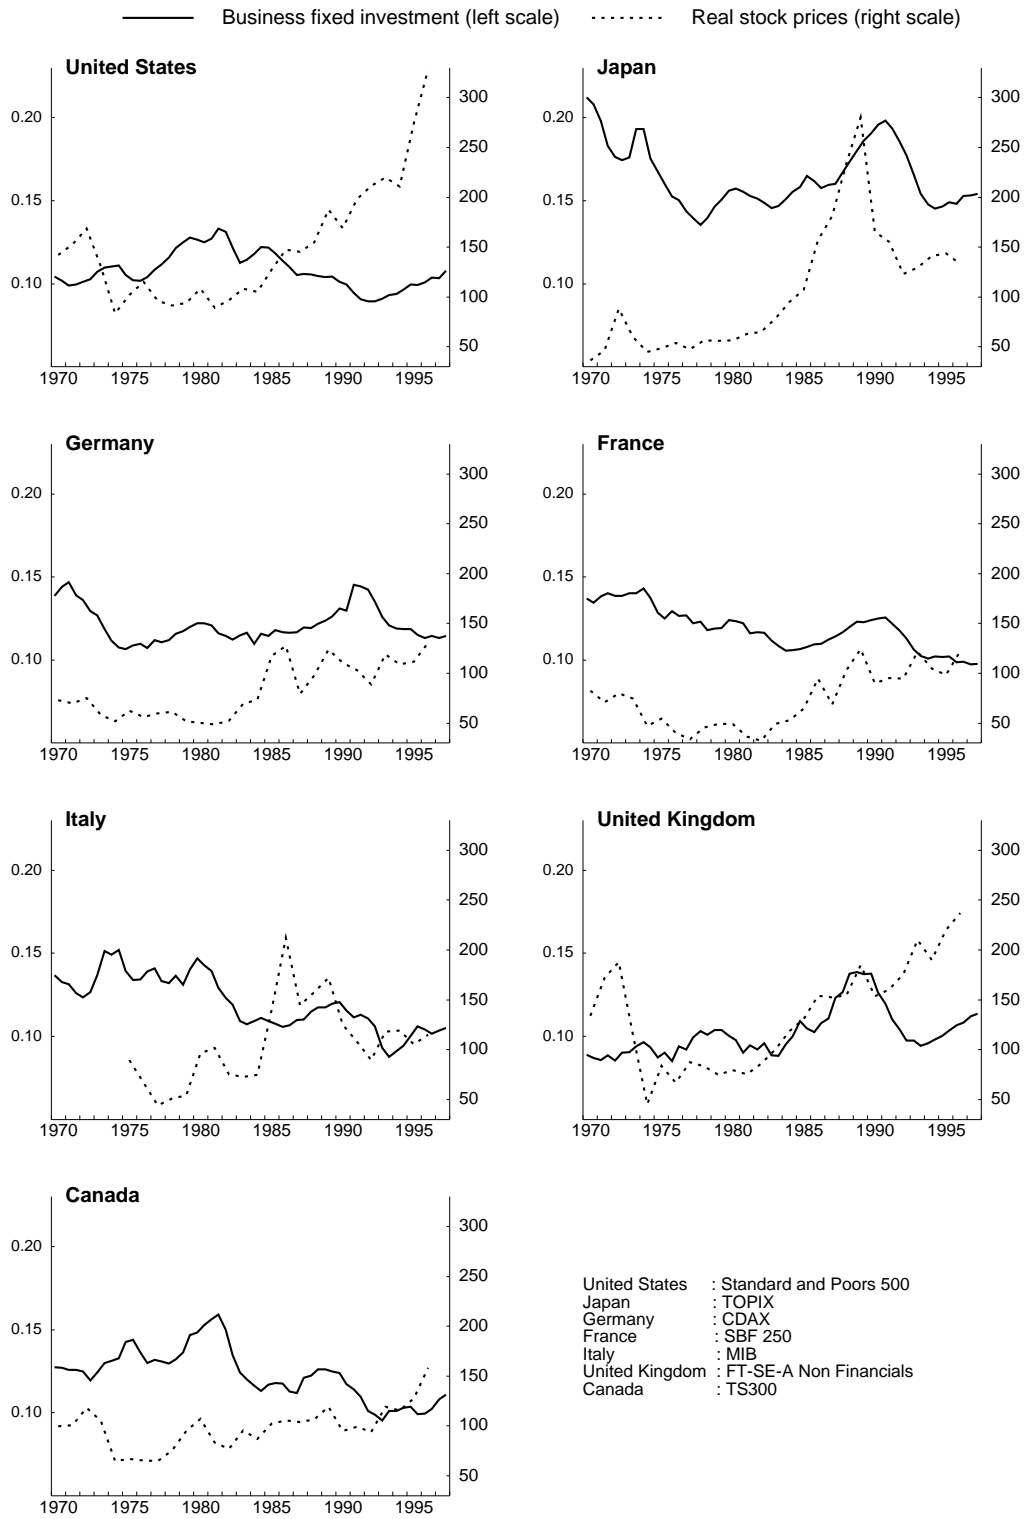 Business fixed investment (left scale) Real stock prices (right scale)
United States Japan
300 300
0.20 0.20
200 200
0.15 0.15
150 150
0.10 0.10
100 100
50 50
1970 1975 1980 1985 1990 1995 1970 1975 1980 1985 1990 1995
Germany France
300 300
0.20 0.20
250 250
200 200
0.15 0.15
150 150
0.10 0.10
100 100
50 50
1970 1975 1980 1985 1990 1995 1970 1975 1980 1985 1990 1995
Italy United Kingdom
300 300
0.20 0.20
250 250
0.15 0.15
200 200
150 150
0.10 0.10
100 100
50 50
1970 1975 1980 1985 1990 1995 1970 1975 1980 1985 1990 1995
Canada
300
0.20
250
200
0.15
150
0.10
100
50
1970 1975 1980 1985 1990 1995
United States : Standard and Poors 500
Japan : TOPIX
Germany : CDAX
France : SBF 250
Italy : MIB
United Kingdom : FT-SE-A Non Financials
Canada : TS300